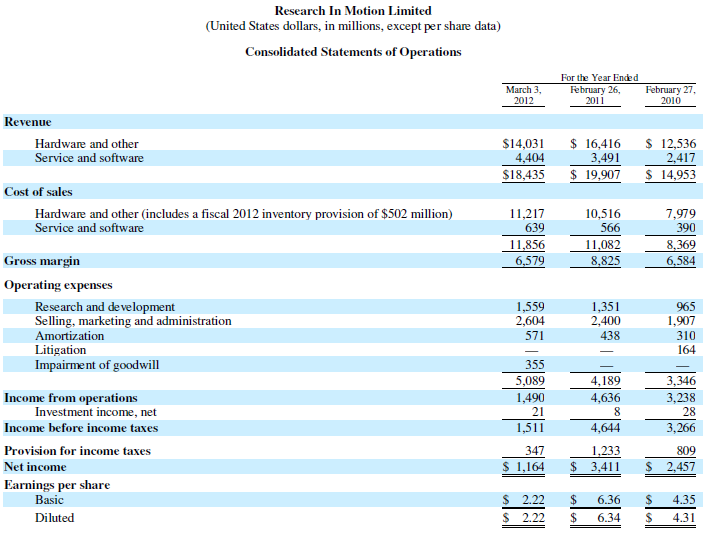 Research In Motion Limited
(United States dollars, in millions, except per share data)
Consolidated Statements of Operations
For the Year Ended
March 3, February 26, February 27,
2012 2011 2010
Revenue
Hardware and other $14,031 $ 16,416 $ 12,536
Service and software 4,404 3,491 2,417
$18,435 $ 19,907 $ 14,953
Cost of sales
Hardware and other (includes a fiscal 2012 inventory provision of $502 million) 11,217 10,516 7,979
Service and software 639 566 390
11,856 11,082 8,369
Gross margin 6,579 8,825 6,584
Operating expenses
Research and development 1,559 1,351 965
Selling, marketing and administration 2,604 2,400 1,907
Amortization 571 438 310
Litigation — — 164
Impairment of goodwill 355 — —
5,089 4,189 3,346
Income from operations 1,490 4,636 3,238
Investment income, net 21 8 28
Income before income taxes 1,511 4,644 3,266
Provision for income taxes 347 1,233 809
Net income $ 1,164 $ 3,411 $ 2,457
Earnings per share
Basic $ 2.22 $ 6.36 $ 4.35
Diluted $ 2.22 $ 6.34 $ 4.31